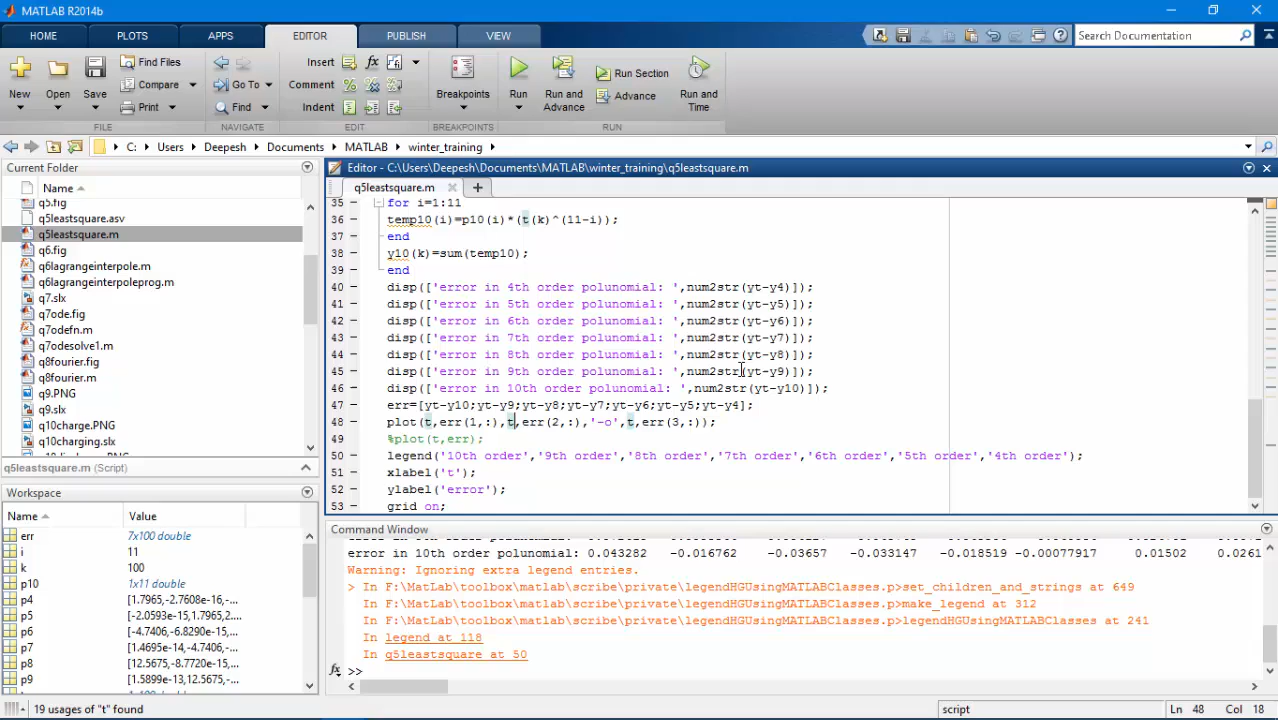 MATLAB R2014b
HOME PLOTS APPS EDITOR PUBLISH VIEW Search Documentation
New Open Save Find Files Compare Print
Go To Find
Insert fx Comment % Indent
Breakpoints Run Run and Advance Run Section Advance Run and Time
FILE NAVIGATE EDIT BREAKPOINTS RUN
C: Users Deepesh Documents MATLAB winter_training
Current Folder
Name
q5.fig
q5leastsquare.asv
q5leastsquare.m
q6.fig
q6lagrangeinterpole.m
q6lagrangeinterpoleprog.m
q7.slx
q7ode.fig
q7odefn.m
q7odesolve1.m
q8fourier.fig
q8fourier.m
q9.PNG
q9.slx
q10charge.PNG
q10charging.slx
q5leastsquare.m (Script)
Workspace
Name Value
err 7x100 double
i 11
k 100
p10 1x11 double
p4 [1.7965,-2.7608e-16,-...
p5 [-2.0593e-15,1.7965,2...
p6 [-4.7406,-6.8290e-15,...
p7 [1.4695e-14,-4.7406,-...
p8 [12.5675,-8.7720e-15,...
p9 [1.5899e-13,12.5675,-...
Editor - C:\Users\Deepesh\Documents\MATLAB\winter_training\q5leastsquare.m
q5leastsquare.m
35 for i=1:11
36 temp10(i)=p10(i)*(t(k)^(11-i));
37 end
38 y10(k)=sum(temp10);
39 end
40 disp(['error in 4th order polunomial: ',num2str(yt-y4)]);
41 disp(['error in 5th order polunomial: ',num2str(yt-y5)]);
42 disp(['error in 6th order polunomial: ',num2str(yt-y6)]);
43 disp(['error in 7th order polunomial: ',num2str(yt-y7)]);
44 disp(['error in 8th order polunomial: ',num2str(yt-y8)]);
45 disp(['error in 9th order polunomial: ',num2str(yt-y9)]);
46 disp(['error in 10th order polunomial: ',num2str(yt-y10)]);
47 err=[yt-y10;yt-y9;yt-y8;yt-y7;yt-y6;yt-y5;yt-y4];
48 plot(t,err(1,:),t,err(2,:),'-o',t,err(3,:));
49 %plot(t,err);
50 legend('10th order','9th order','8th order','7th order','6th order','5th order','4th order');
51 xlabel('t');
52 ylabel('error');
53 grid on;
Command Window
error in 10th order polunomial: 0.043282 -0.016762 -0.03657 -0.033147 -0.018519 -0.00077917 0.01502 0.0261
Warning: Ignoring extra legend entries.
> In F:\MatLab\toolbox\matlab\scribe\private\legendHGUsingMATLABClasses.p>set_children_and_strings at 649
In F:\MatLab\toolbox\matlab\scribe\private\legendHGUsingMATLABClasses.p>make_legend at 312
In F:\MatLab\toolbox\matlab\scribe\private\legendHGUsingMATLABClasses.p>legendHGUsingMATLABClasses at 241
In legend at 118
In q5leastsquare at 50
fx >>
19 usages of "t" found script Ln 48 Col 18